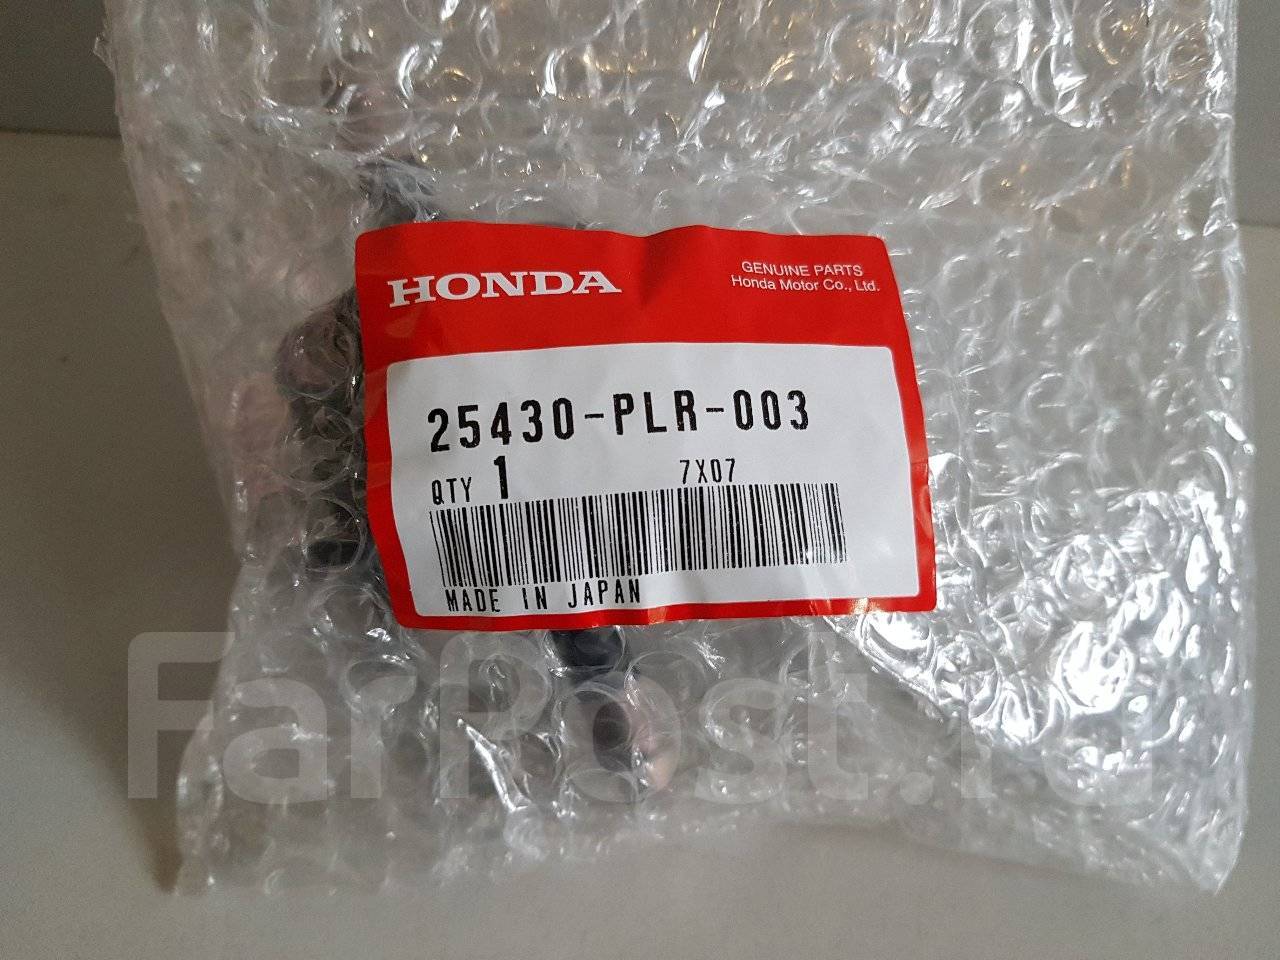 HONDA
GENUINE PARTS
Honda Motor Co., Ltd.
25430-PLR-003
QTY 1 7X07
MADE IN JAPAN
FarPost.ru